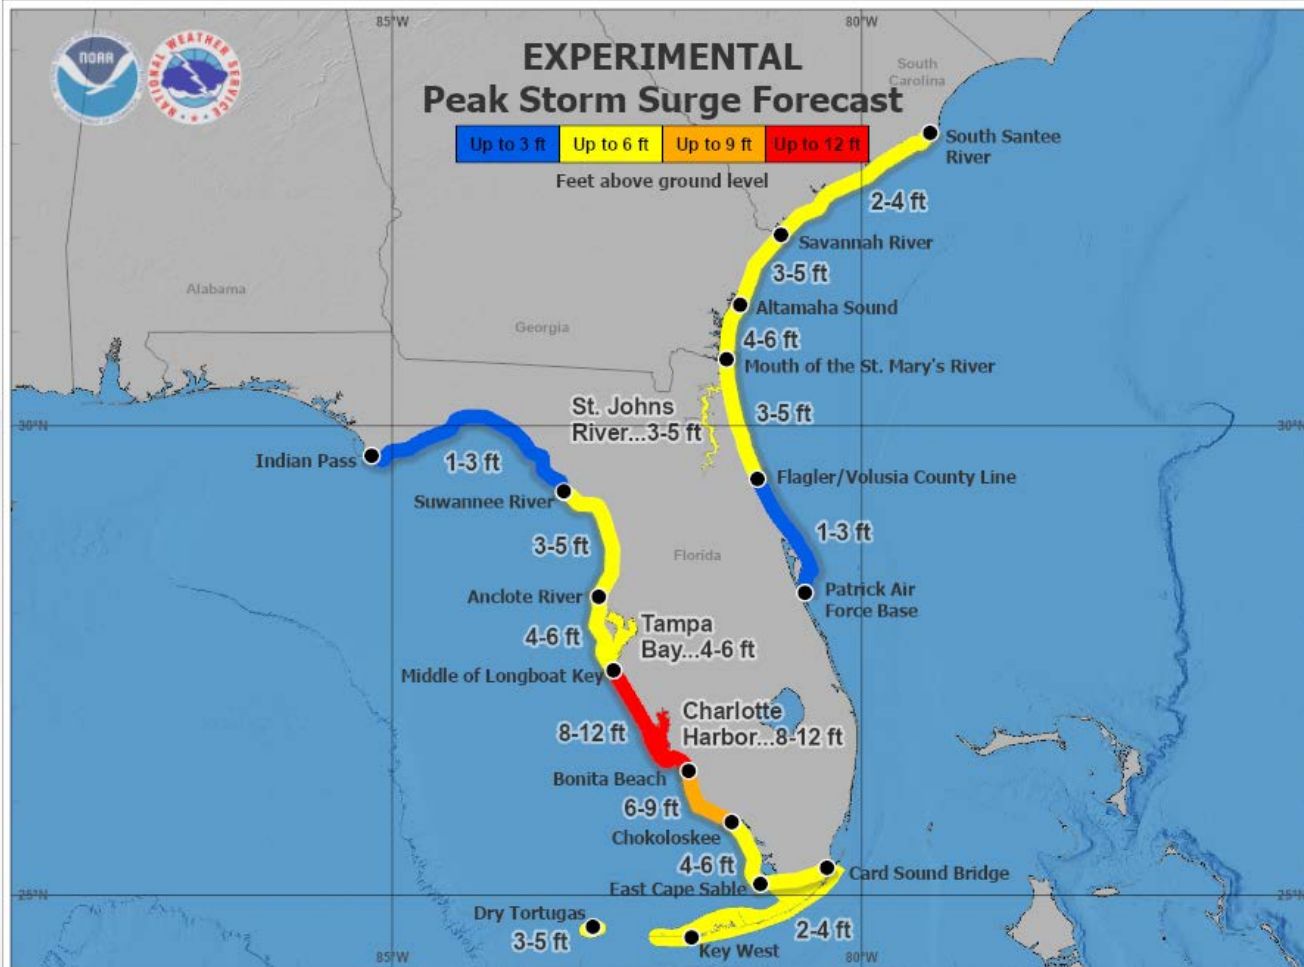 85°W
80°W
NOAA
NATIONAL WEATHER SERVICE
EXPERIMENTAL
Peak Storm Surge Forecast
Up to 3 ft
Up to 6 ft
Up to 9 ft
Up to 12 ft
Feet above ground level
South
Carolina
South Santee
River
2-4 ft
Savannah River
3-5 ft
Alabama
Altamaha Sound
Georgia
4-6 ft
Mouth of the St. Mary's River
St. Johns
River...3-5 ft
3-5 ft
30°N
30°N
Indian Pass
1-3 ft
Flagler/Volusia County Line
Suwannee River
1-3 ft
3-5 ft
Florida
Anclote River
Patrick Air
Force Base
4-6 ft
Tampa
Bay...4-6 ft
Middle of Longboat Key
8-12 ft
Charlotte
Harbor...8-12 ft
Bonita Beach
6-9 ft
Chokoloskee
4-6 ft
East Cape Sable
Card Sound Bridge
25°N
25°N
Dry Tortugas
3-5 ft
2-4 ft
Key West
85°W
80°W